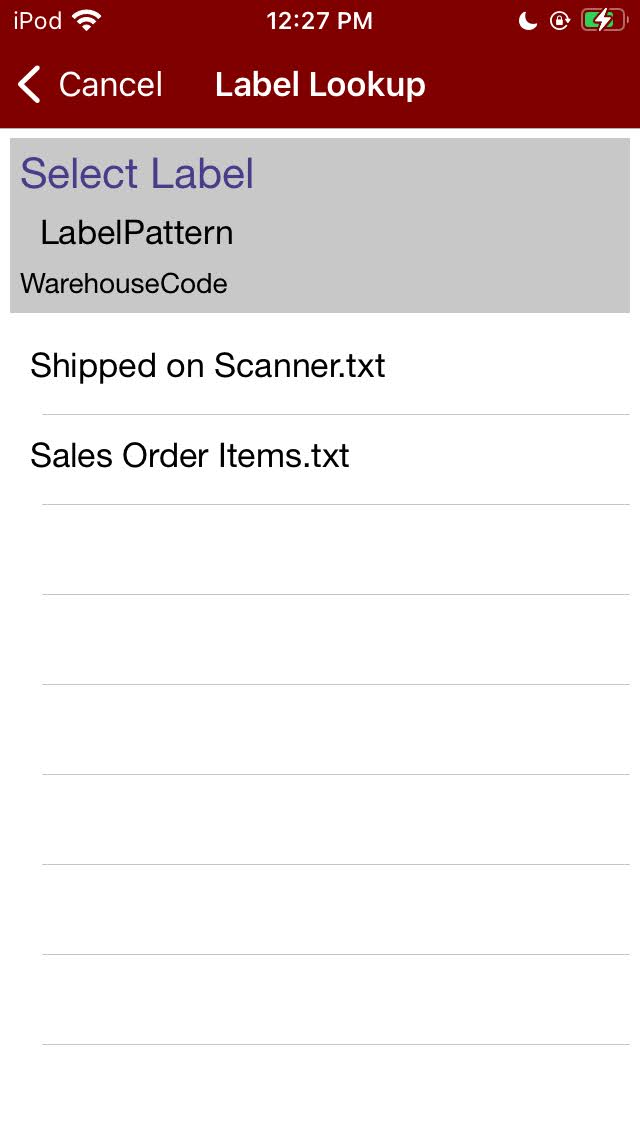 iPod 12:27 PM
Cancel Label Lookup
Select Label
LabelPattern
WarehouseCode
Shipped on Scanner.txt
Sales Order Items.txt